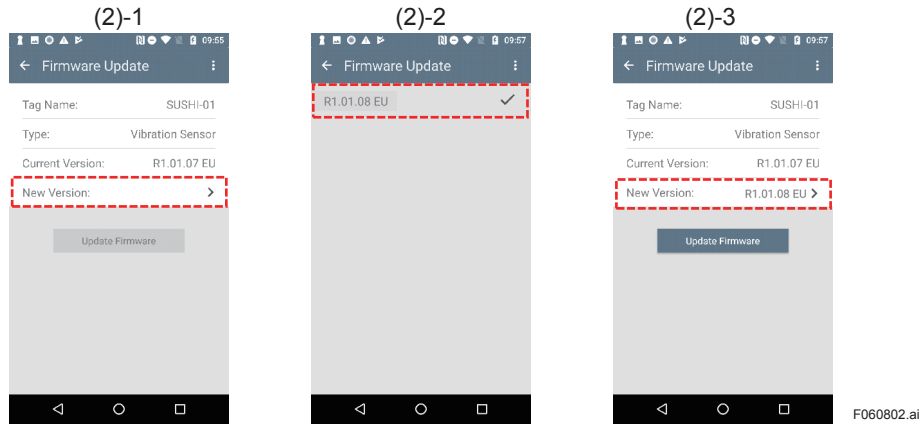 (2)-1
09:55
Firmware Update
Tag Name: SUSHI-01
Type: Vibration Sensor
Current Version: R1.01.07 EU
New Version:
Update Firmware
(2)-2
09:57
Firmware Update
R1.01.08 EU
(2)-3
09:57
Firmware Update
Tag Name: SUSHI-01
Type: Vibration Sensor
Current Version: R1.01.07 EU
New Version: R1.01.08 EU
Update Firmware
F060802.ai